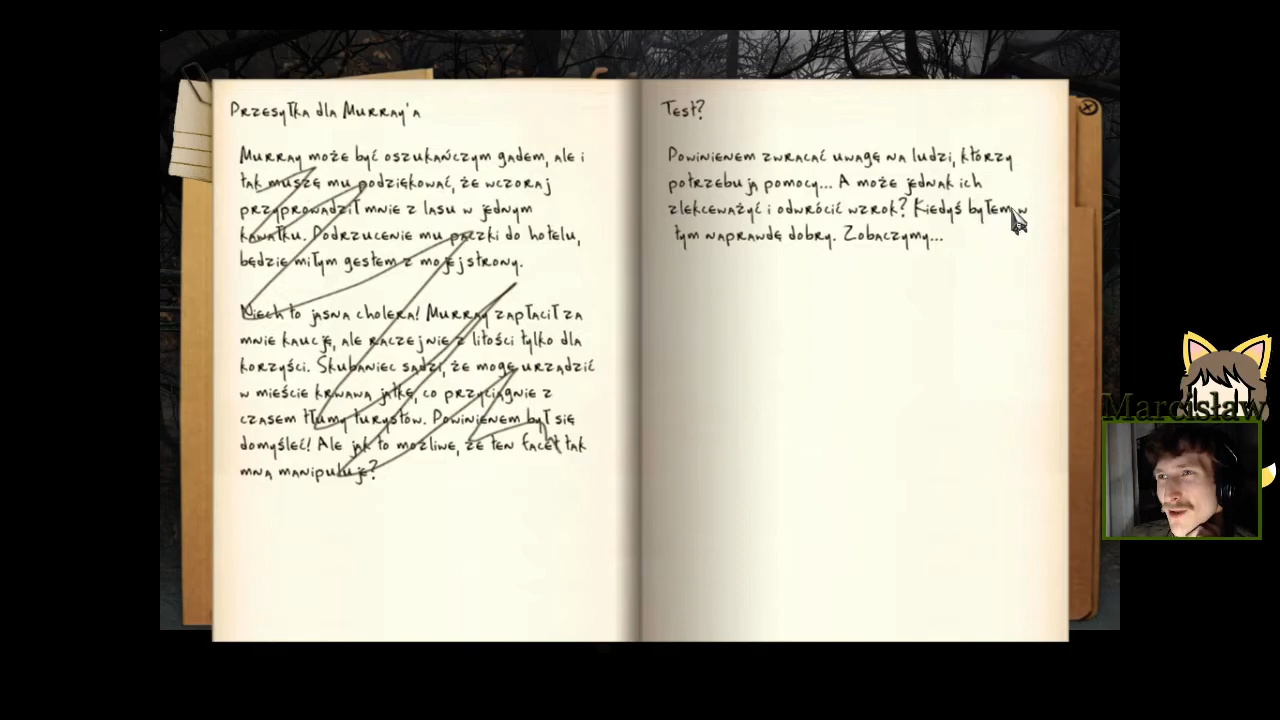 Przesyłka dla Murray'a
Murray może być oszukańczym gadem, ale i
tak muszę mu podziękować, że wczoraj
przyprowadził mnie z lasu w jednym
kawałku. Podrzucenie mu paczki do hotelu,
będzie miłym gestem z mojej strony.
Niech to jasna cholera! Murray zapłacił za
mnie kaucję, ale raczej nie z litości tylko dla
korzyści. Skubaniec sądzi, że mogę urządzić
w mieście krwawą jatkę, co przyciągnie z
czasem tłumy turystów. Powinienem był się
domyśleć! Ale jak to możliwe, że ten facet tak
mną manipuluje?
Test?
Powinienem zwracać uwagę na ludzi, którzy
potrzebują pomocy... A może jednak ich
zlekceważyć i odwrócić wzrok? Kiedyś byłem w
tym naprawdę dobry. Zobaczymy...
Marcisław